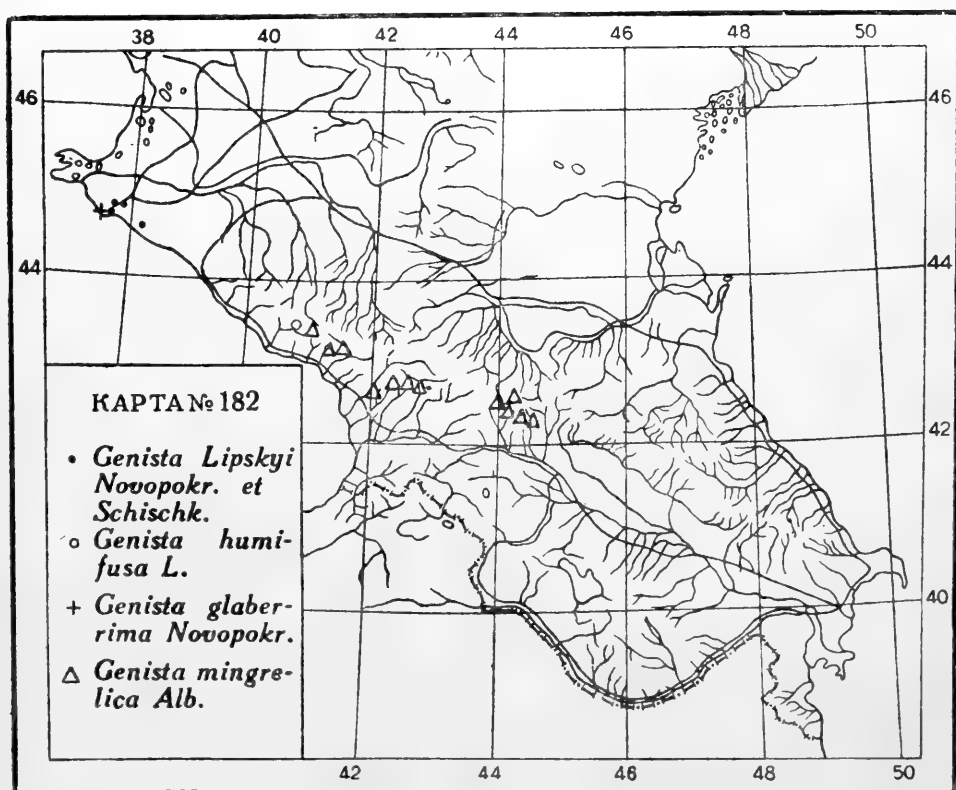 38 40 42 44 46 48 50
46 46
44 44
КАРТА № 182
42
• Genista Lipskyi
Novopokr. et
Schischk.
○ Genista humi-
fusa L.
40
+ Genista glaber-
rima Novopokr.
△ Genista mingre-
lica Alb.
42 44 46 48 50